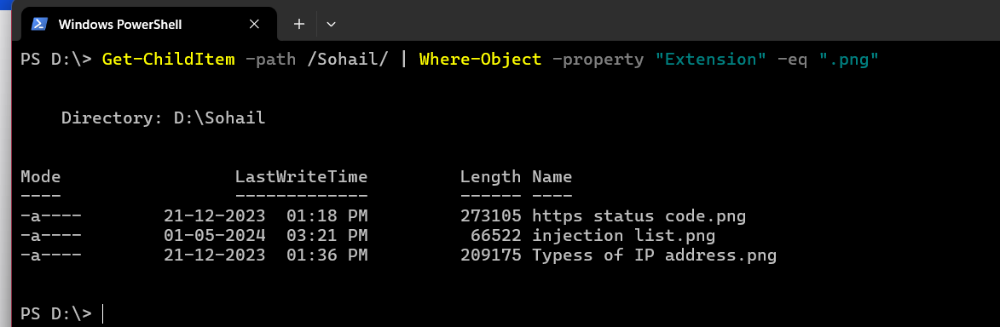 Windows PowerShell
PS D:\> Get-ChildItem -path /Sohail/ | Where-Object -property "Extension" -eq ".png"
Directory: D:\Sohail
Mode LastWriteTime Length Name
---- ------------- ------ ----
-a---- 21-12-2023 01:18 PM 273105 https status code.png
-a---- 01-05-2024 03:21 PM 66522 injection list.png
-a---- 21-12-2023 01:36 PM 209175 Typess of IP address.png
PS D:\>